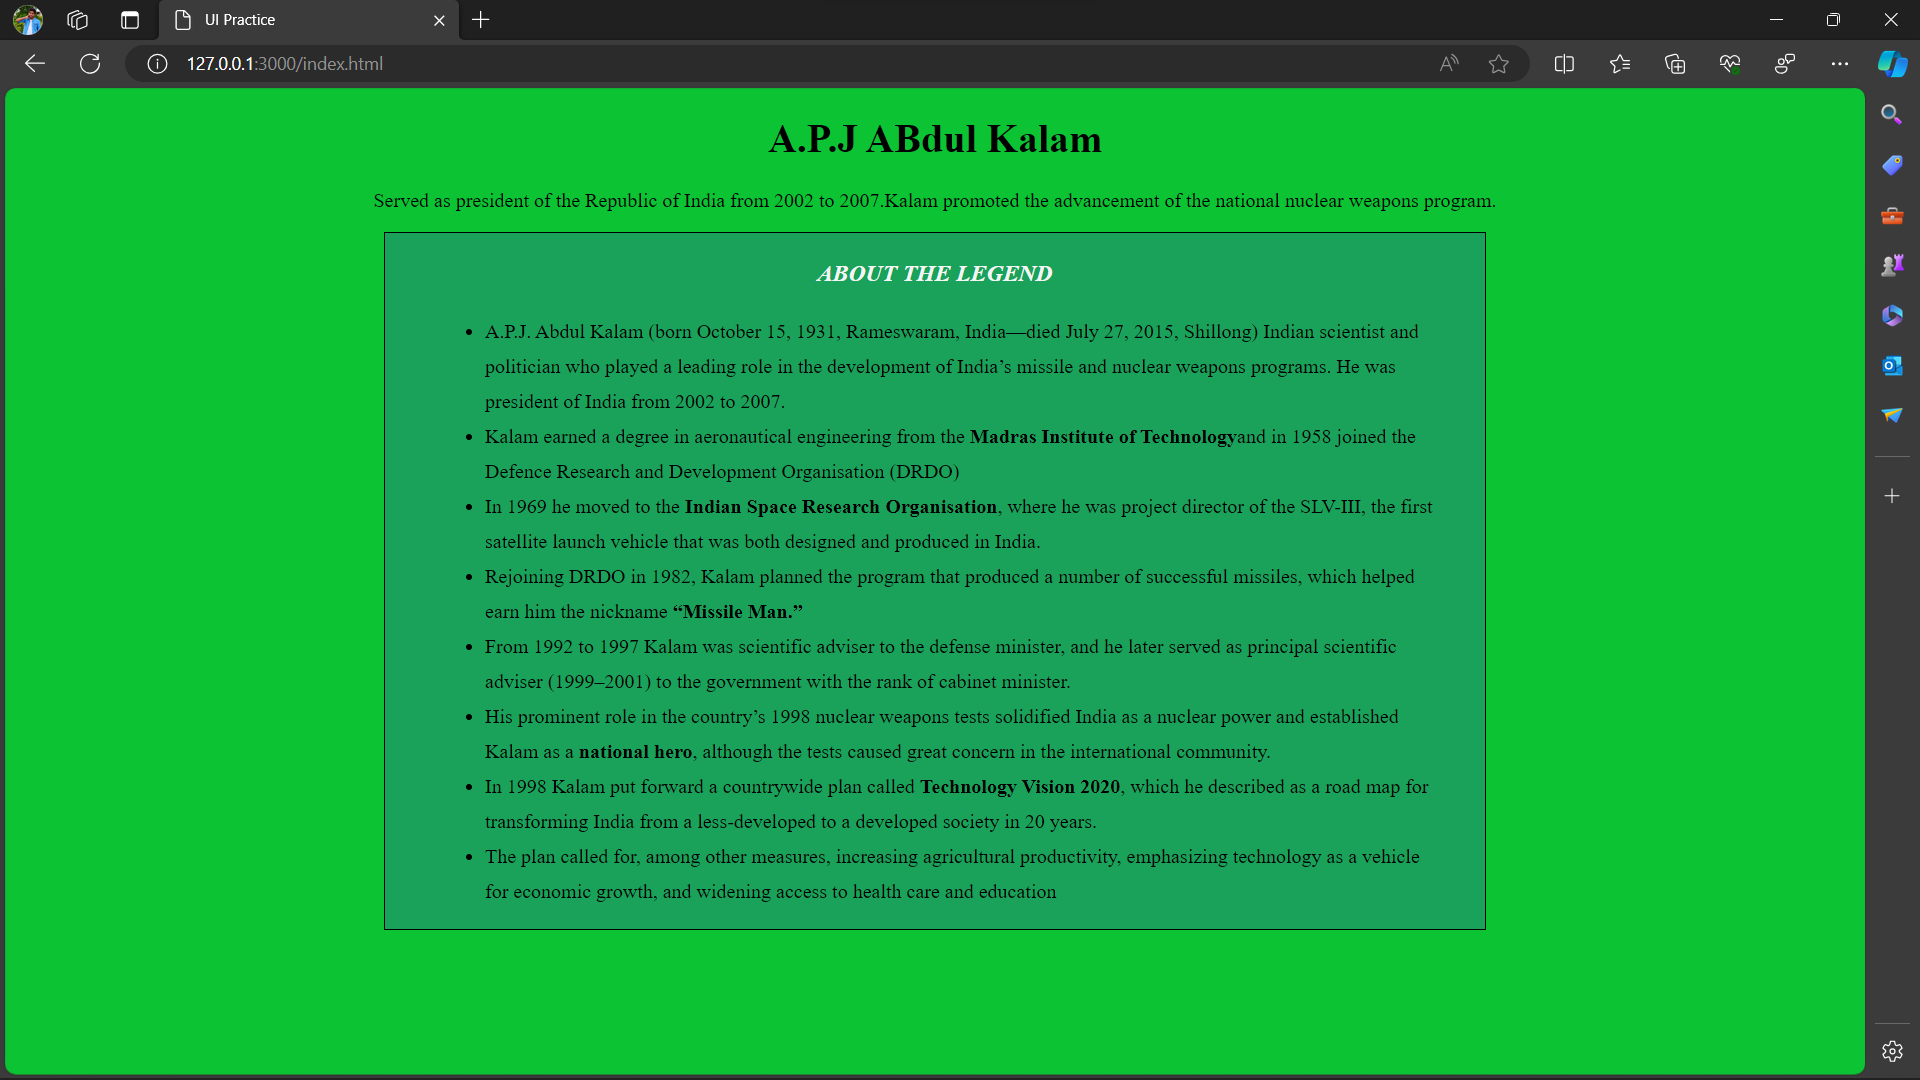 UI Practice
127.0.0.1:3000/index.html
A.P.J ABdul Kalam
Served as president of the Republic of India from 2002 to 2007.Kalam promoted the advancement of the national nuclear weapons program.
ABOUT THE LEGEND
• A.P.J. Abdul Kalam (born October 15, 1931, Rameswaram, India—died July 27, 2015, Shillong) Indian scientist and
politician who played a leading role in the development of India’s missile and nuclear weapons programs. He was
president of India from 2002 to 2007.
• Kalam earned a degree in aeronautical engineering from the Madras Institute of Technologyand in 1958 joined the
Defence Research and Development Organisation (DRDO)
• In 1969 he moved to the Indian Space Research Organisation, where he was project director of the SLV-III, the first
satellite launch vehicle that was both designed and produced in India.
• Rejoining DRDO in 1982, Kalam planned the program that produced a number of successful missiles, which helped
earn him the nickname “Missile Man.”
• From 1992 to 1997 Kalam was scientific adviser to the defense minister, and he later served as principal scientific
adviser (1999–2001) to the government with the rank of cabinet minister.
• His prominent role in the country’s 1998 nuclear weapons tests solidified India as a nuclear power and established
Kalam as a national hero, although the tests caused great concern in the international community.
• In 1998 Kalam put forward a countrywide plan called Technology Vision 2020, which he described as a road map for
transforming India from a less-developed to a developed society in 20 years.
• The plan called for, among other measures, increasing agricultural productivity, emphasizing technology as a vehicle
for economic growth, and widening access to health care and education